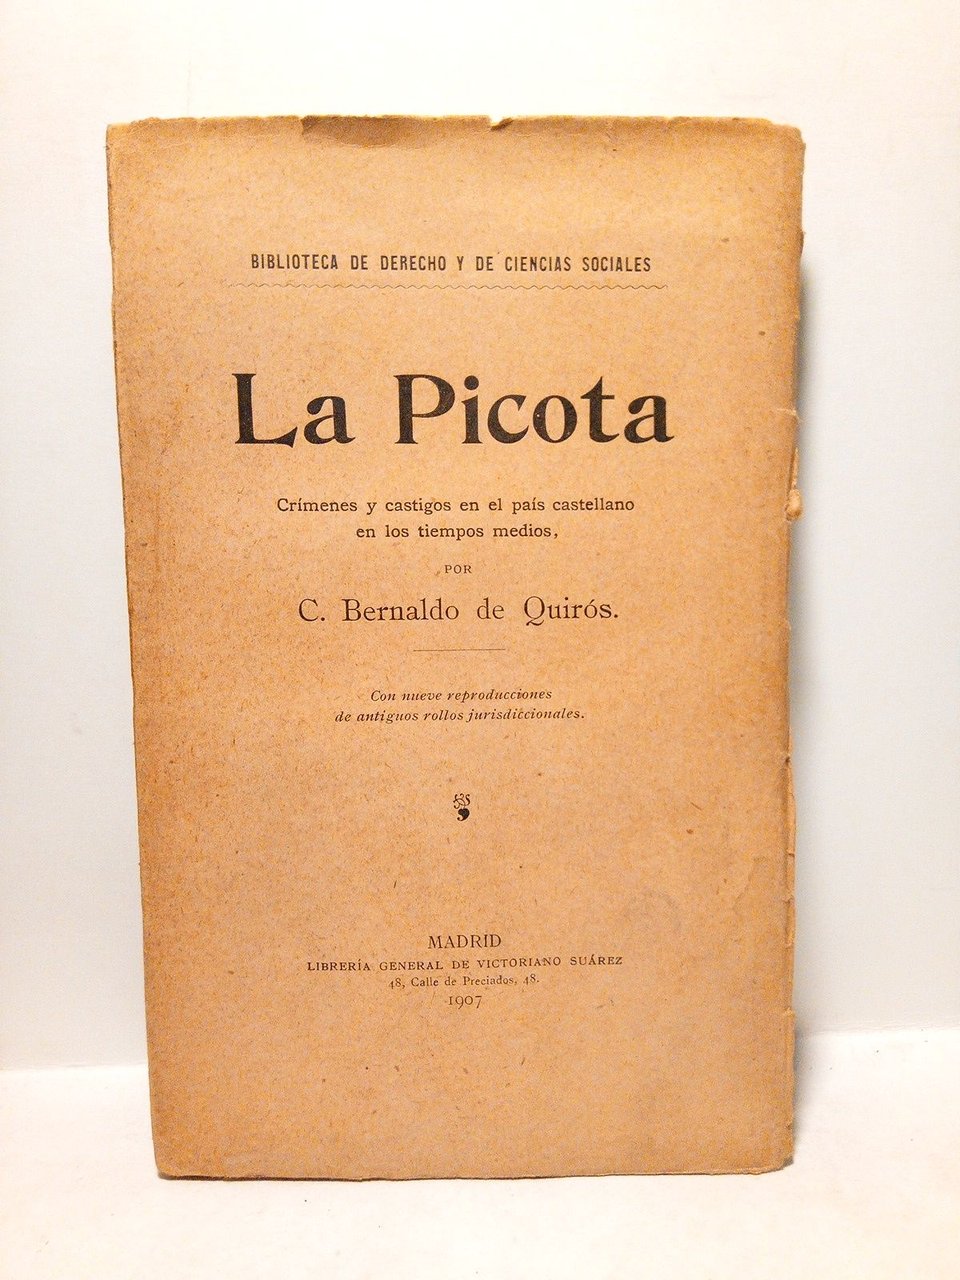 BIBLIOTECA DE DERECHO Y DE CIENCIAS SOCIALES
La Picota
Crímenes y castigos en el país castellano
en los tiempos medios,
POR
C. Bernaldo de Quirós.
Con nueve reproducciones
de antiguos rollos jurisdiccionales.
MADRID
LIBRERÍA GENERAL DE VICTORIANO SUÁREZ
48, Calle de Preciados, 48.
1907